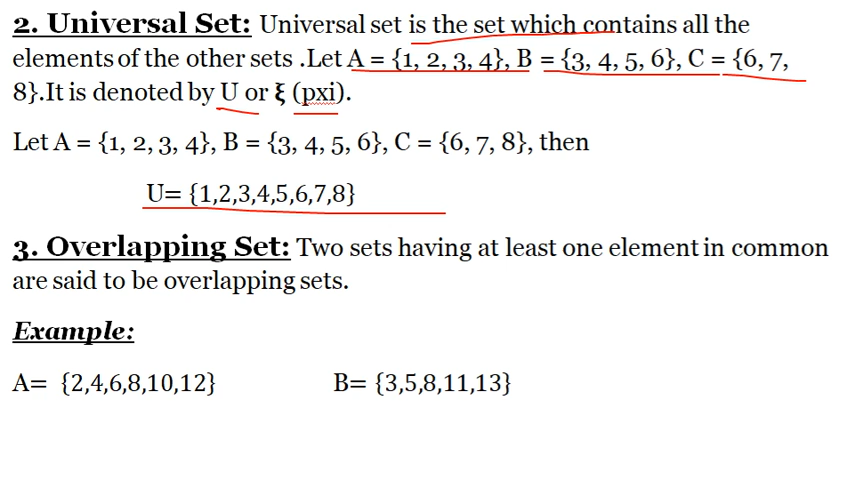 2. Universal Set: Universal set is the set which contains all the
elements of the other sets .Let A = {1, 2, 3, 4}, B = {3, 4, 5, 6}, C = {6, 7,
8}.It is denoted by U or ξ (pxi).
Let A = {1, 2, 3, 4}, B = {3, 4, 5, 6}, C = {6, 7, 8}, then
U= {1,2,3,4,5,6,7,8}
3. Overlapping Set: Two sets having at least one element in common
are said to be overlapping sets.
Example:
A= {2,4,6,8,10,12} B= {3,5,8,11,13}